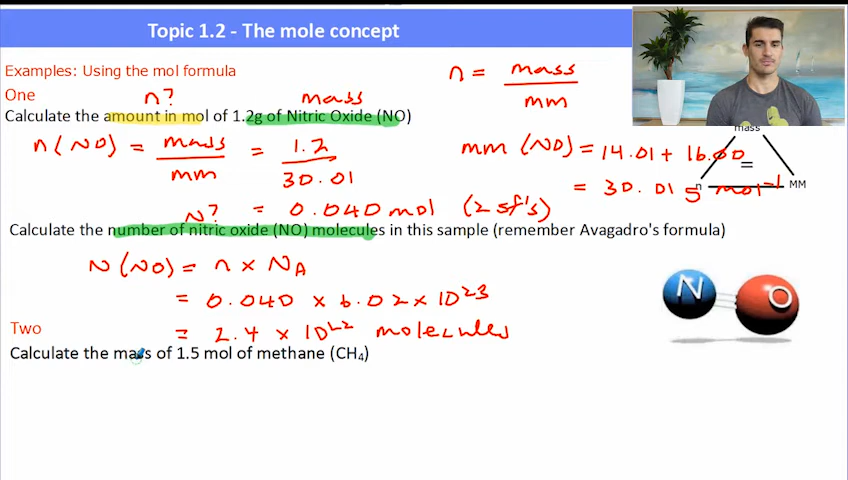 Topic 1.2 - The mole concept
Examples: Using the mol formula
n = mass / mm
One
n? mass
Calculate the amount in mol of 1.2g of Nitric Oxide (NO)
mass
n = MM
n(NO) = mass / mm = 1.2 / 30.01
mm (NO) = 14.01 + 16.00
= 30.01 g mol-1
N? = 0.040 mol (2 sf's)
Calculate the number of nitric oxide (NO) molecules in this sample (remember Avagadro's formula)
N(NO) = n x NA
= 0.040 x 6.02 x 10²³
N O
= 2.4 x 10²² molecules
Two
Calculate the mass of 1.5 mol of methane (CH₄)